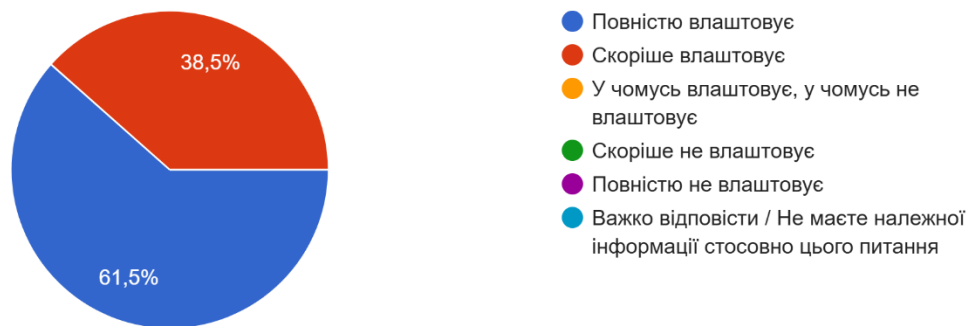 38,5%
61,5%
Повністю влаштовує
Скоріше влаштовує
У чомусь влаштовує, у чомусь не
влаштовує
Скоріше не влаштовує
Повністю не влаштовує
Важко відповісти / Не маєте належної
інформації стосовно цього питання